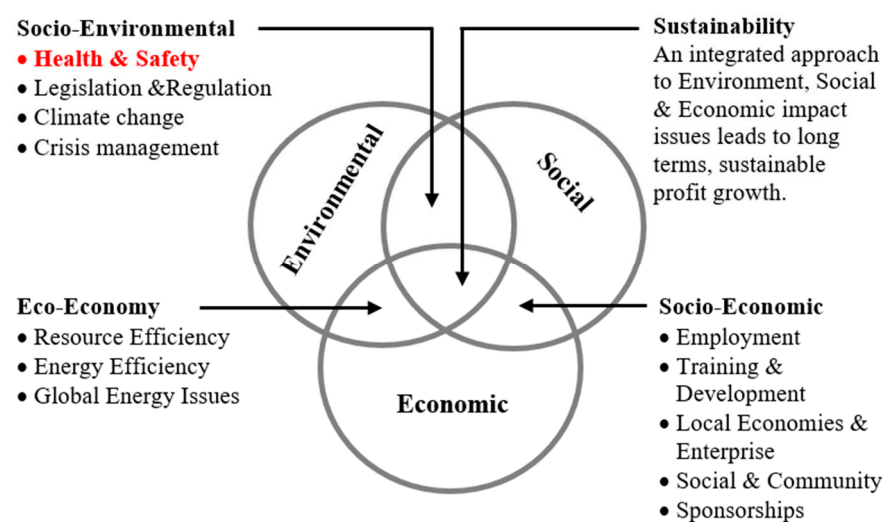 Socio-Environmental
• Health & Safety
• Legislation &Regulation
• Climate change
• Crisis management
Sustainability
An integrated approach
to Environment, Social
& Economic impact
issues leads to long
terms, sustainable
profit growth.
Environmental
Social
Economic
Eco-Economy
• Resource Efficiency
• Energy Efficiency
• Global Energy Issues
Socio-Economic
• Employment
• Training &
Development
• Local Economies &
Enterprise
• Social & Community
• Sponsorships